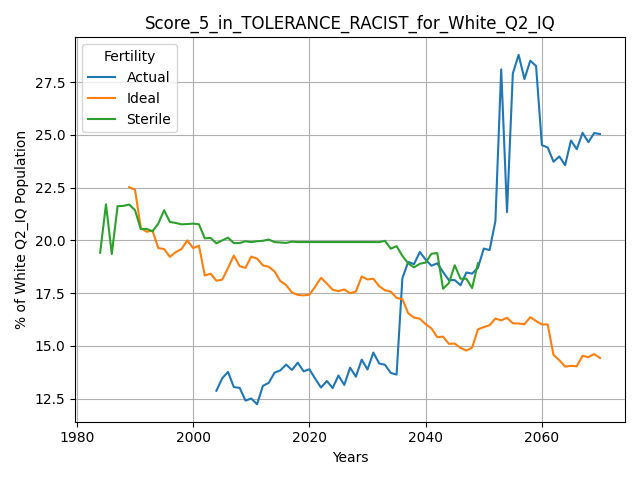 Score_5_in_TOLERANCE_RACIST_for_White_Q2_IQ
Fertility
Actual
Ideal
Sterile
% of White Q2_IQ Population
27.5
25.0
22.5
20.0
17.5
15.0
12.5
1980
2000
2020
2040
2060
Years